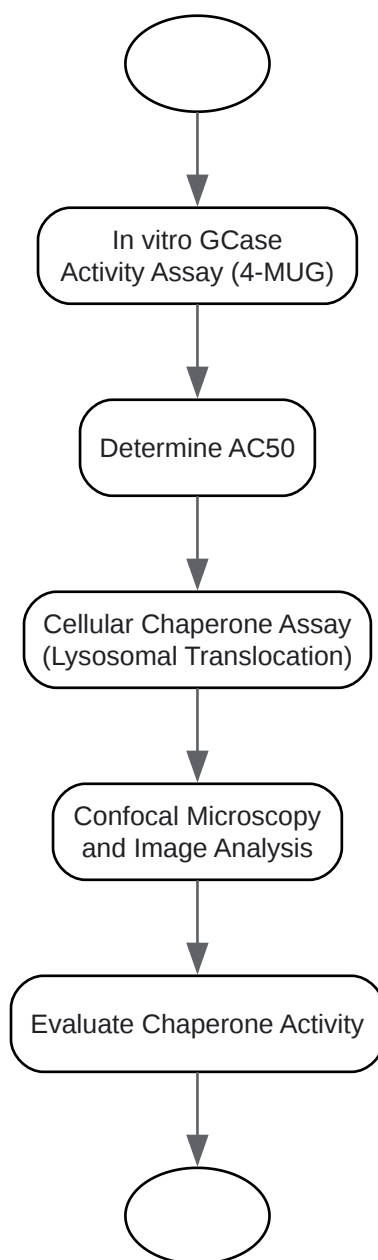 In vitro GCase
Activity Assay (4-MUG)
Determine AC50
Cellular Chaperone Assay
(Lysosomal Translocation)
Confocal Microscopy
and Image Analysis
Evaluate Chaperone Activity